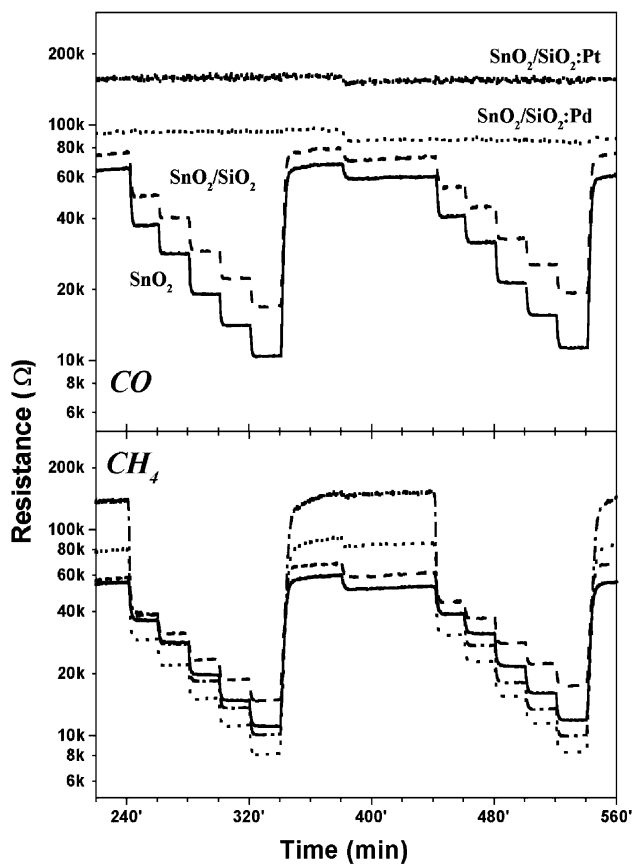 200k
SnO₂/SiO₂:Pt
100k
SnO₂/SiO₂:Pd
80k
60k
SnO₂/SiO₂
40k
SnO₂
20k
10k
CO
8k
6k
CH₄
200k
100k
80k
60k
40k
20k
10k
8k
6k
Resistance (Ω)
240' 320' 400' 480' 560'
Time (min)